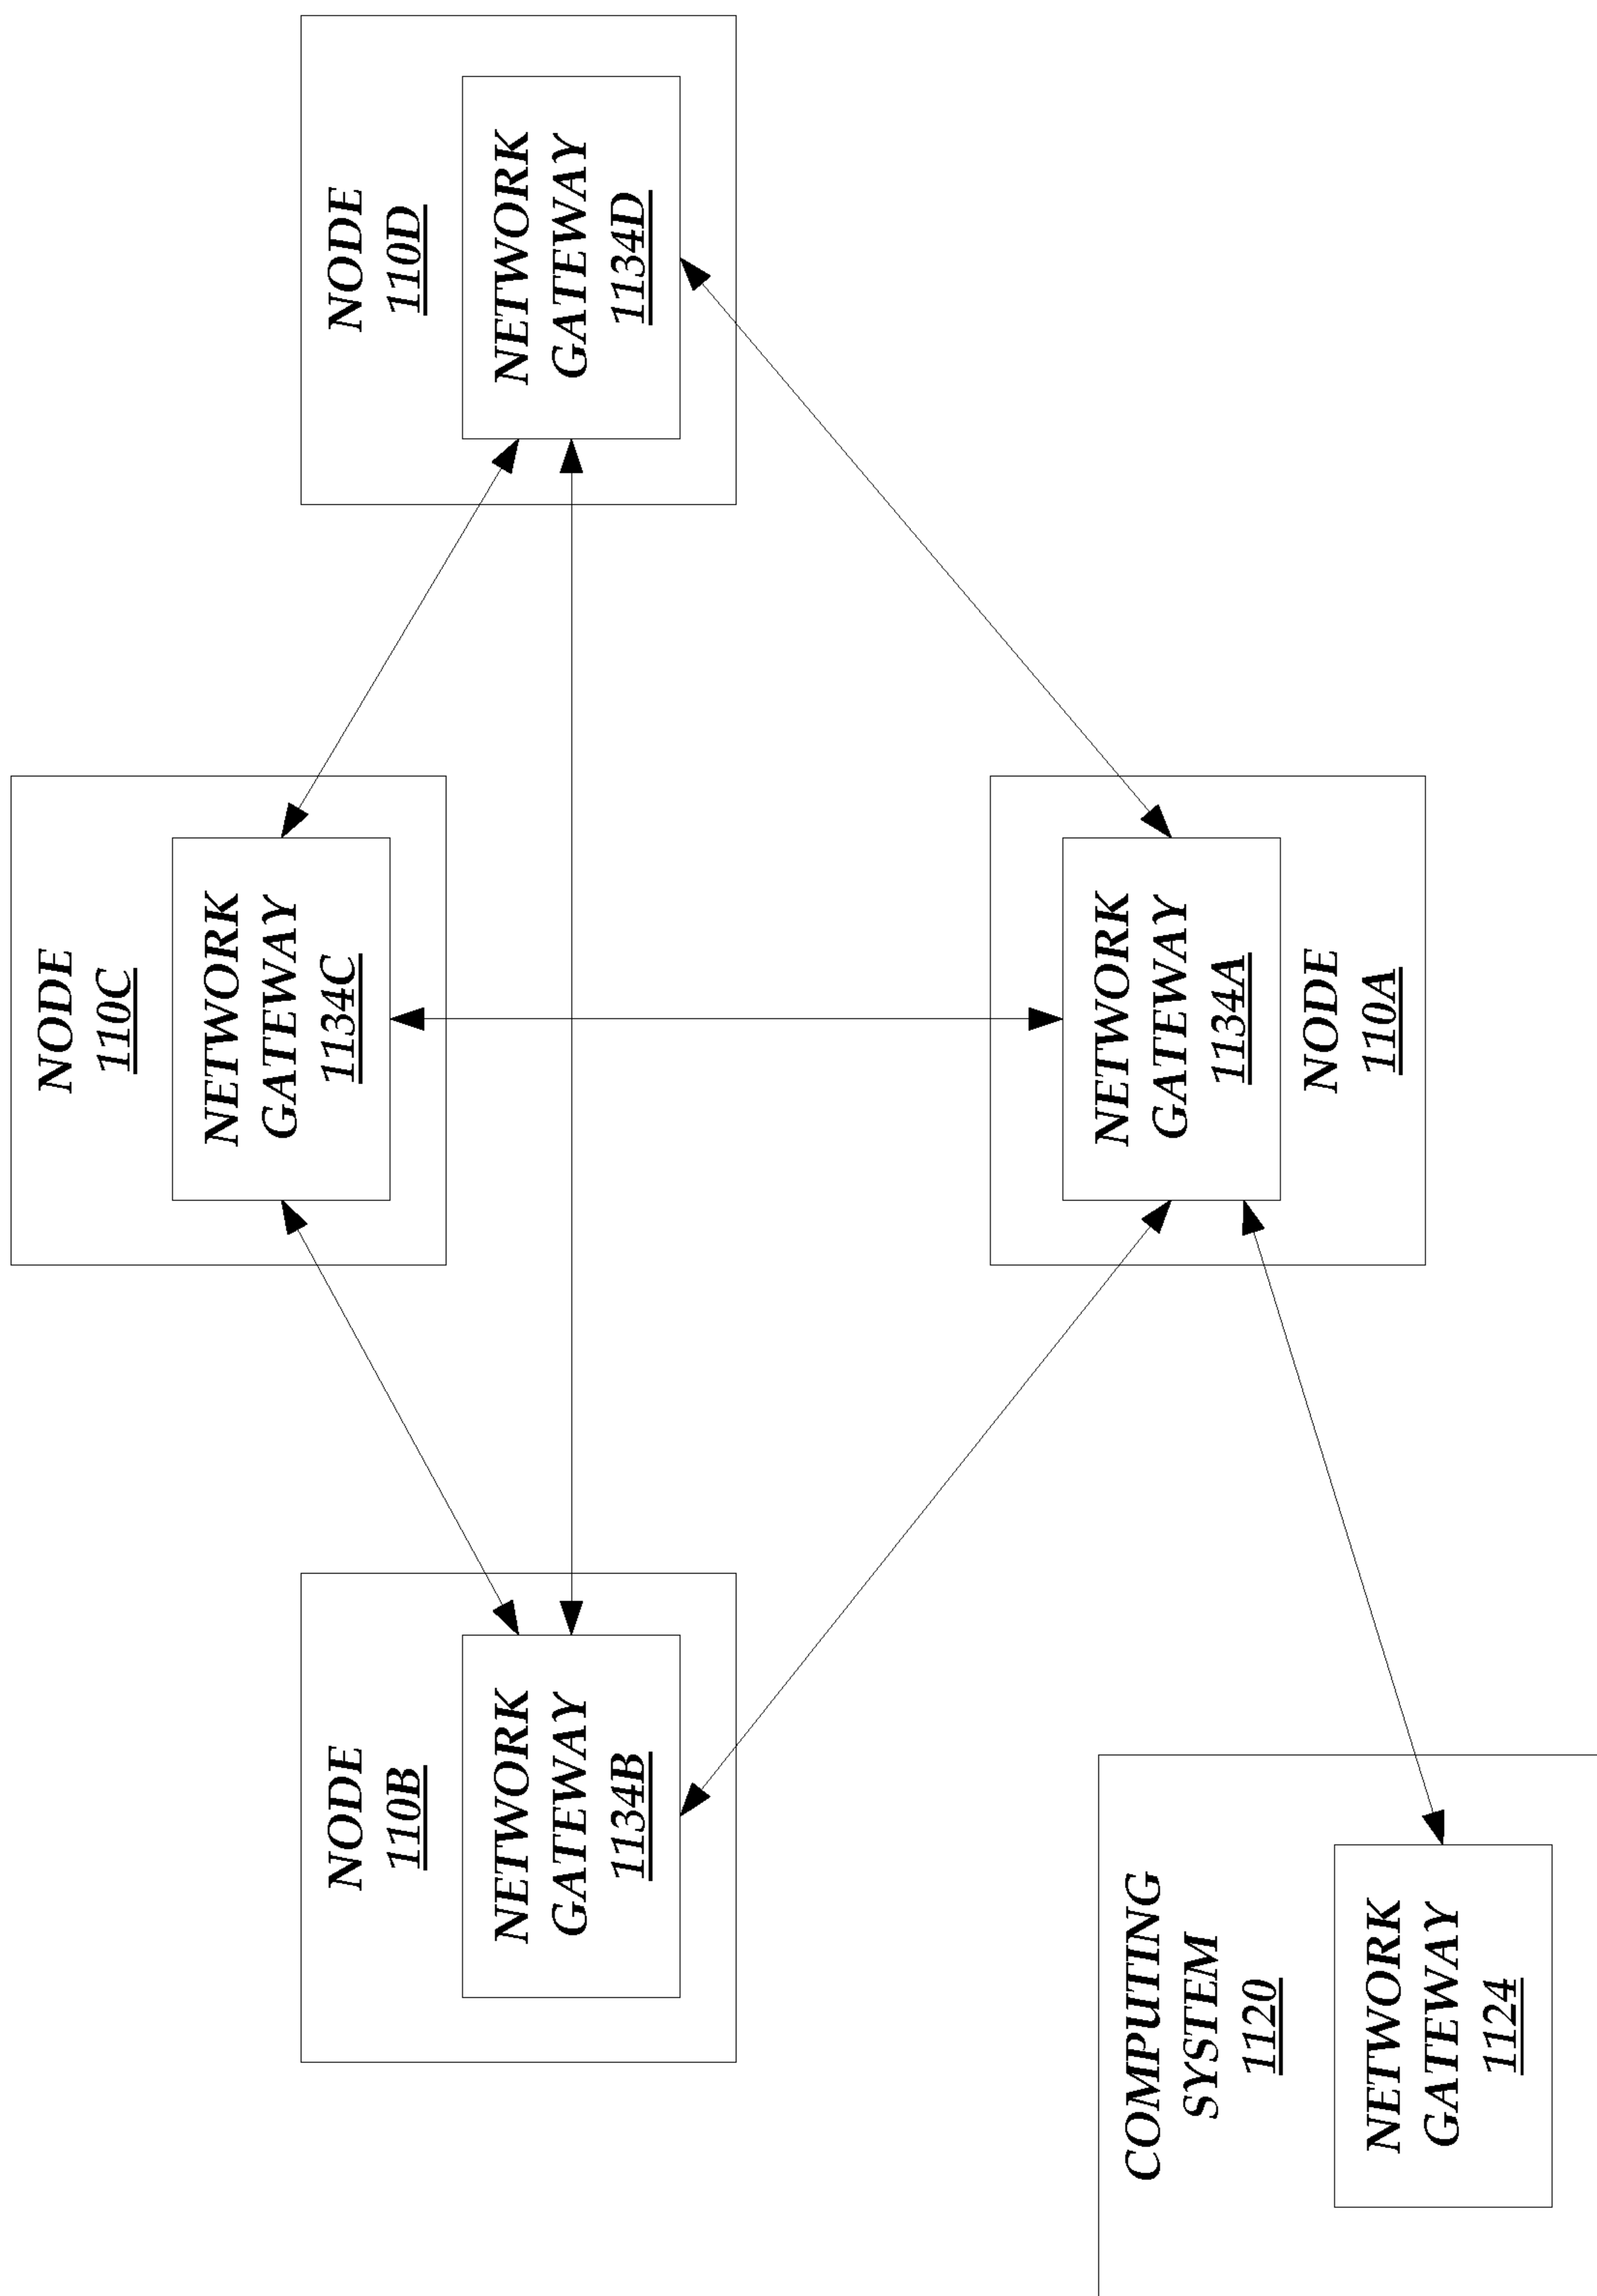 NODE
110C
NETWORK
GATEWAY
1134C
NODE
110B
NETWORK
GATEWAY
1134B
NODE
110D
NETWORK
GATEWAY
1134D
COMPUTING
SYSTEM
1120
NETWORK
GATEWAY
1124
NETWORK
GATEWAY
1134A
NODE
110A